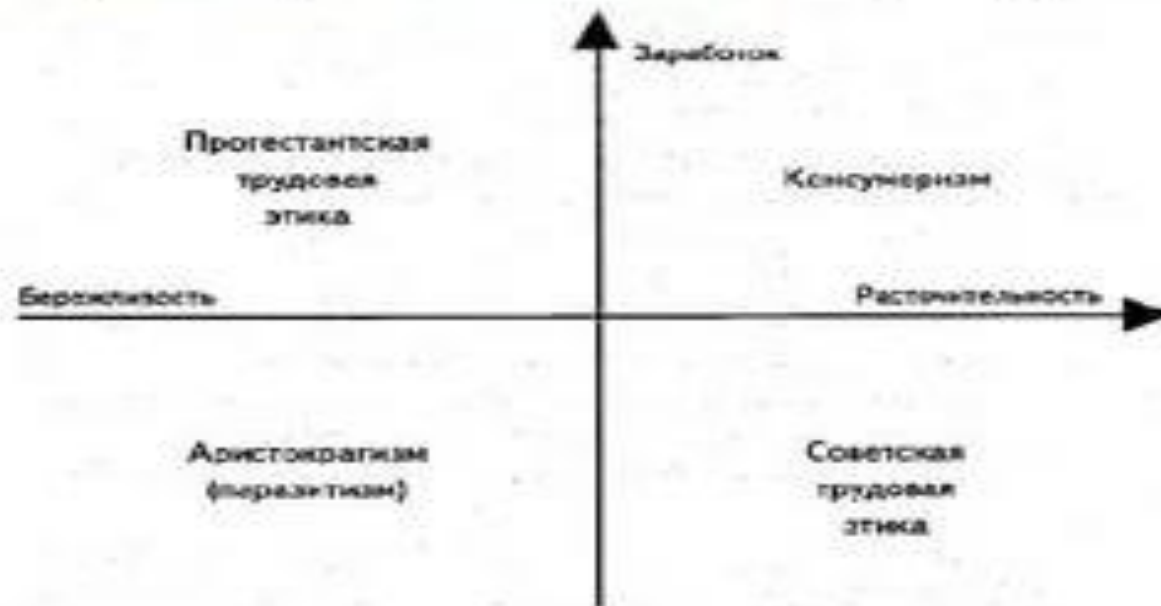 Заработок
Протестантская
трудовая
этика
Консумеризм
Бережливость
Расточительность
Аристократизм
(паразитизм)
Советская
трудовая
этика